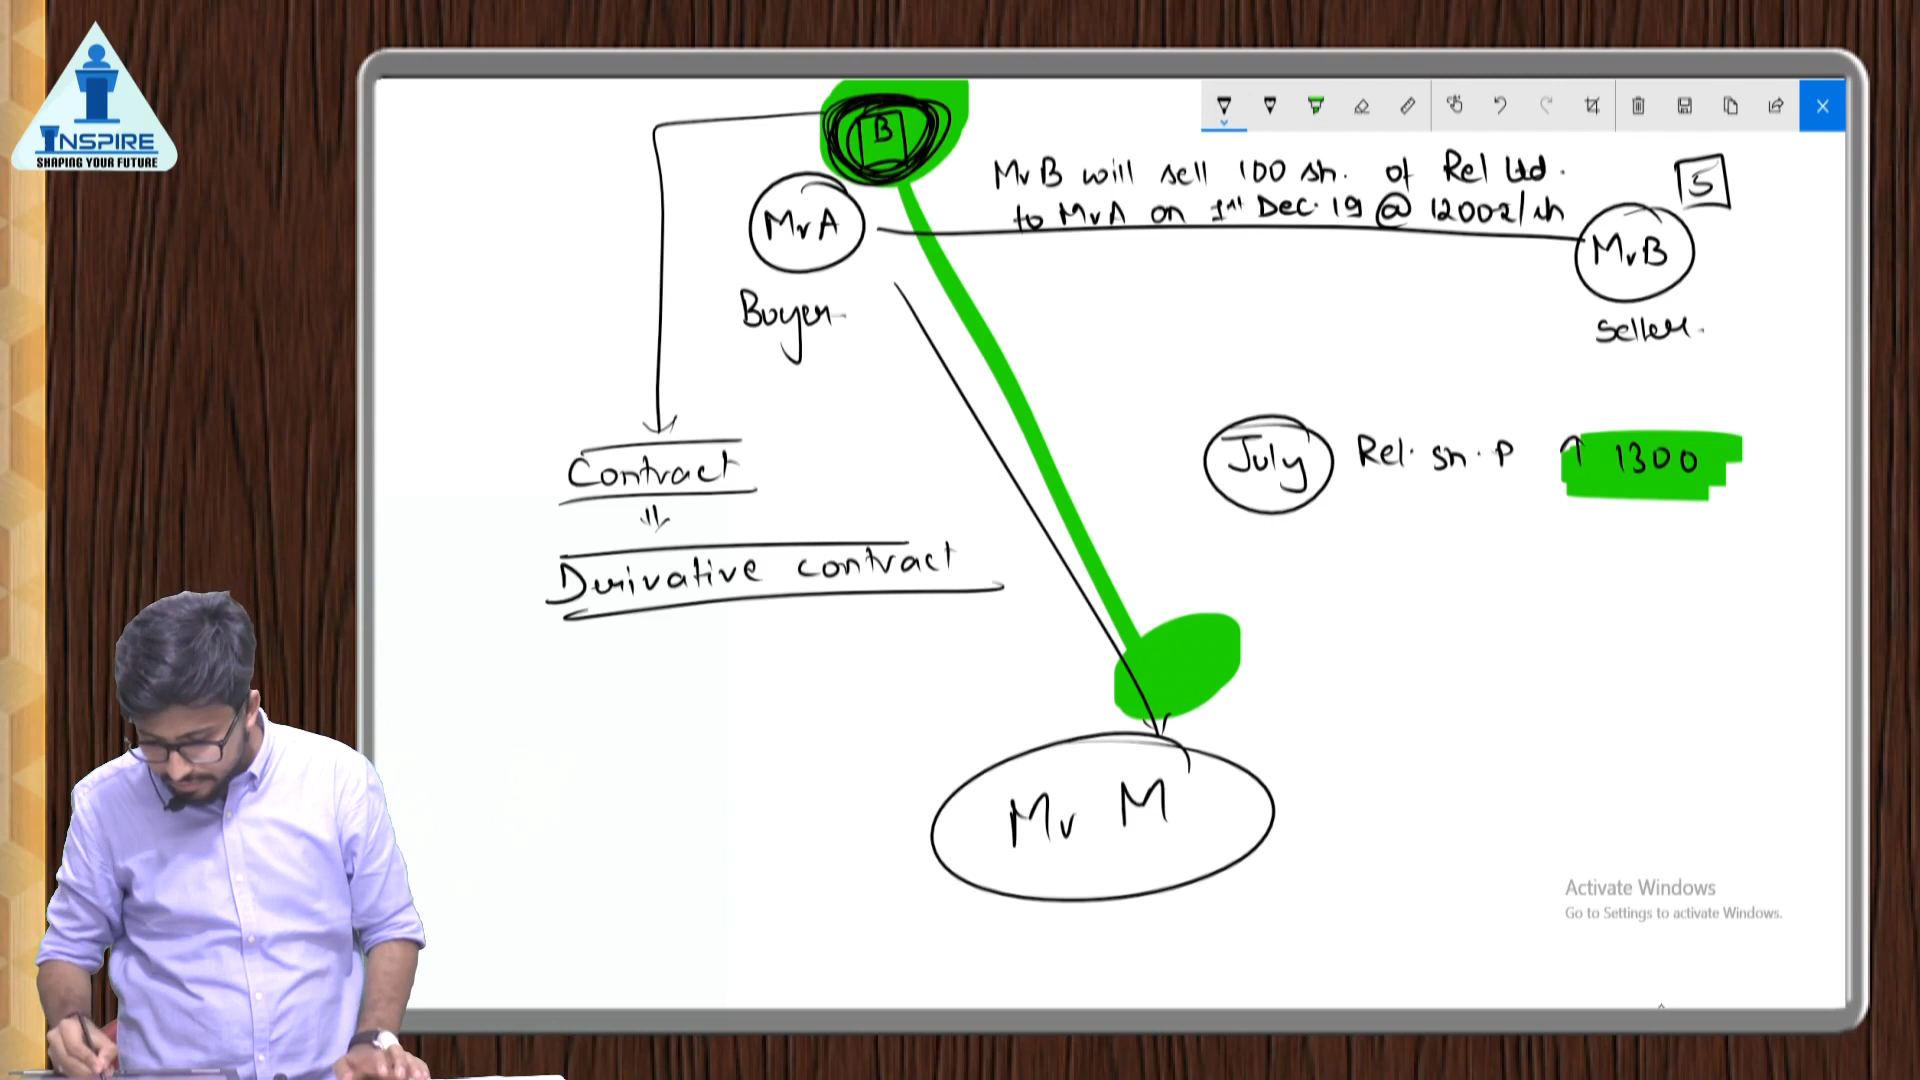 INSPIRE
SHAPING YOUR FUTURE
B
Mr B will sell 100 sh. of Rel Ltd.
to Mr A on 1st Dec. 19 @ 1200₹/sh
S
Mr A
Mr B
Buyer
Seller.
July Rel. sh. P ↑ 1300
Contract
Derivative contract
Mr M
Activate Windows
Go to Settings to activate Windows.